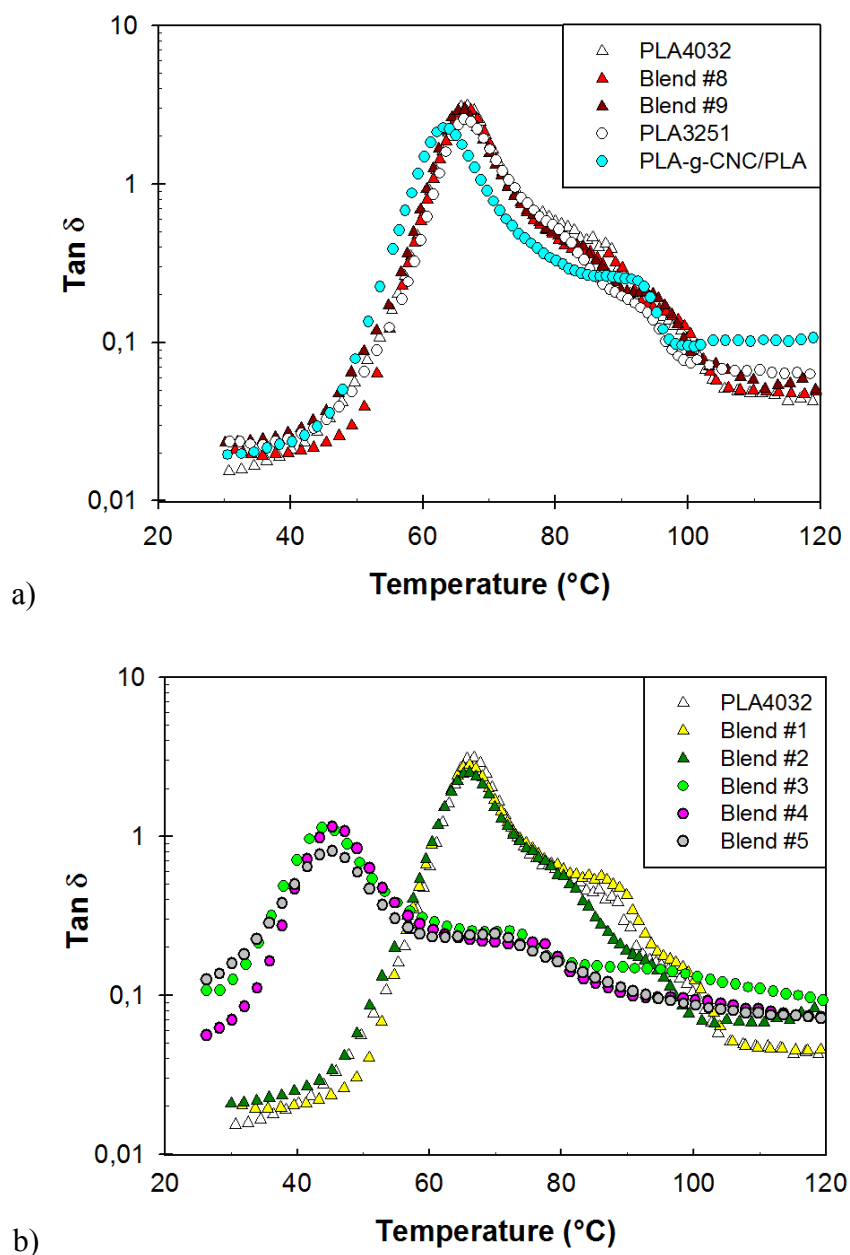 10
1
0,1
0,01
Tan δ
PLA4032
Blend #8
Blend #9
PLA3251
PLA-g-CNC/PLA
20 40 60 80 100 120
Temperature (°C)
a)
10
1
0,1
0,01
Tan δ
PLA4032
Blend #1
Blend #2
Blend #3
Blend #4
Blend #5
20 40 60 80 100 120
Temperature (°C)
b)